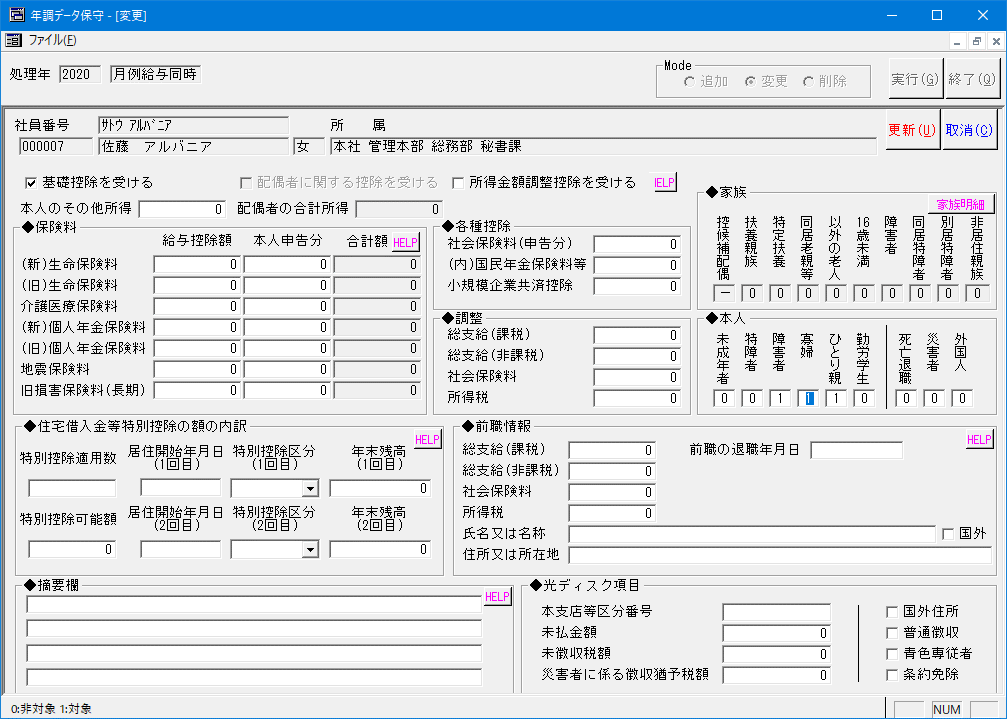 年調データ保守 - [変更]
ファイル(F)
処理年 2020 月例給与同時
Mode
追加 変更 削除
実行(G) 終了(Q)
社員番号 ｻﾄｳ ｱﾙﾊﾞﾆｱ 所　属
000007 佐藤　アルバニア 女 本社 管理本部 総務部 秘書課
更新(U) 取消(C)
基礎控除を受ける 配偶者に関する控除を受ける 所得金額調整控除を受ける HELP
本人のその他所得 0 配偶者の合計所得 0
◆保険料
給与控除額 本人申告分 合計額 HELP
(新)生命保険料 0 0 0
(旧)生命保険料 0 0 0
介護医療保険料 0 0 0
(新)個人年金保険料 0 0 0
(旧)個人年金保険料 0 0 0
地震保険料 0 0 0
旧損害保険料(長期) 0 0 0
◆各種控除
社会保険料(申告分) 0
(内)国民年金保険料等 0
小規模企業共済控除 0
◆調整
総支給(課税) 0
総支給(非課税) 0
社会保険料 0
所得税 0
◆家族
家族明細
控候補配偶 扶養親族 特定扶養 同居老親等 以外の老人 16歳未満 障害者 同居特障者 別居特障者 非居住親族
－ 0 0 0 0 0 0 0 0 0
◆本人
未成年者 特障者 障害者 寡婦 ひとり親 勤労学生 死亡退職 災害者 外国人
0 0 1 1 1 0 0 0 0
◆住宅借入金等特別控除の額の内訳
HELP
特別控除適用数 居住開始年月日(1回目) 特別控除区分(1回目) 年末残高(1回目)
0
特別控除可能額 居住開始年月日(2回目) 特別控除区分(2回目) 年末残高(2回目)
0 0
◆前職情報
HELP
総支給(課税) 0 前職の退職年月日
総支給(非課税) 0
社会保険料 0
所得税 0
氏名又は名称 国外
住所又は所在地
◆摘要欄
HELP
◆光ディスク項目
本支店等区分番号 国外住所
未払金額 0 普通徴収
未徴収税額 0 青色専従者
災害者に係る徴収猶予税額 0 条約免除
0:非対象 1:対象 NUM